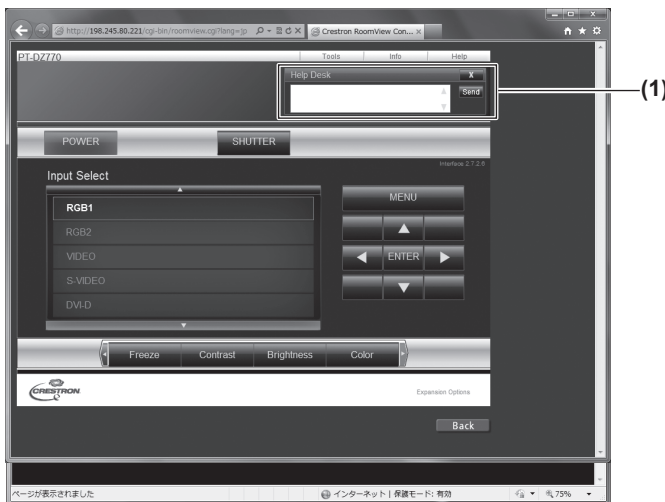 http://198.245.80.221/cgi-bin/roomview.cgi?lang=jp
Crestron RoomView Con... ×
PT-DZ770
Tools Info Help
Help Desk X
Send
(1)
POWER SHUTTER
Interface 2.7.2.6
Input Select
RGB1
RGB2
VIDEO
S-VIDEO
DVI-D
MENU
ENTER
Freeze Contrast Brightness Color
CRESTRON
Expansion Options
Back
ページが表示されました
インターネット | 保護モード: 有効
75%